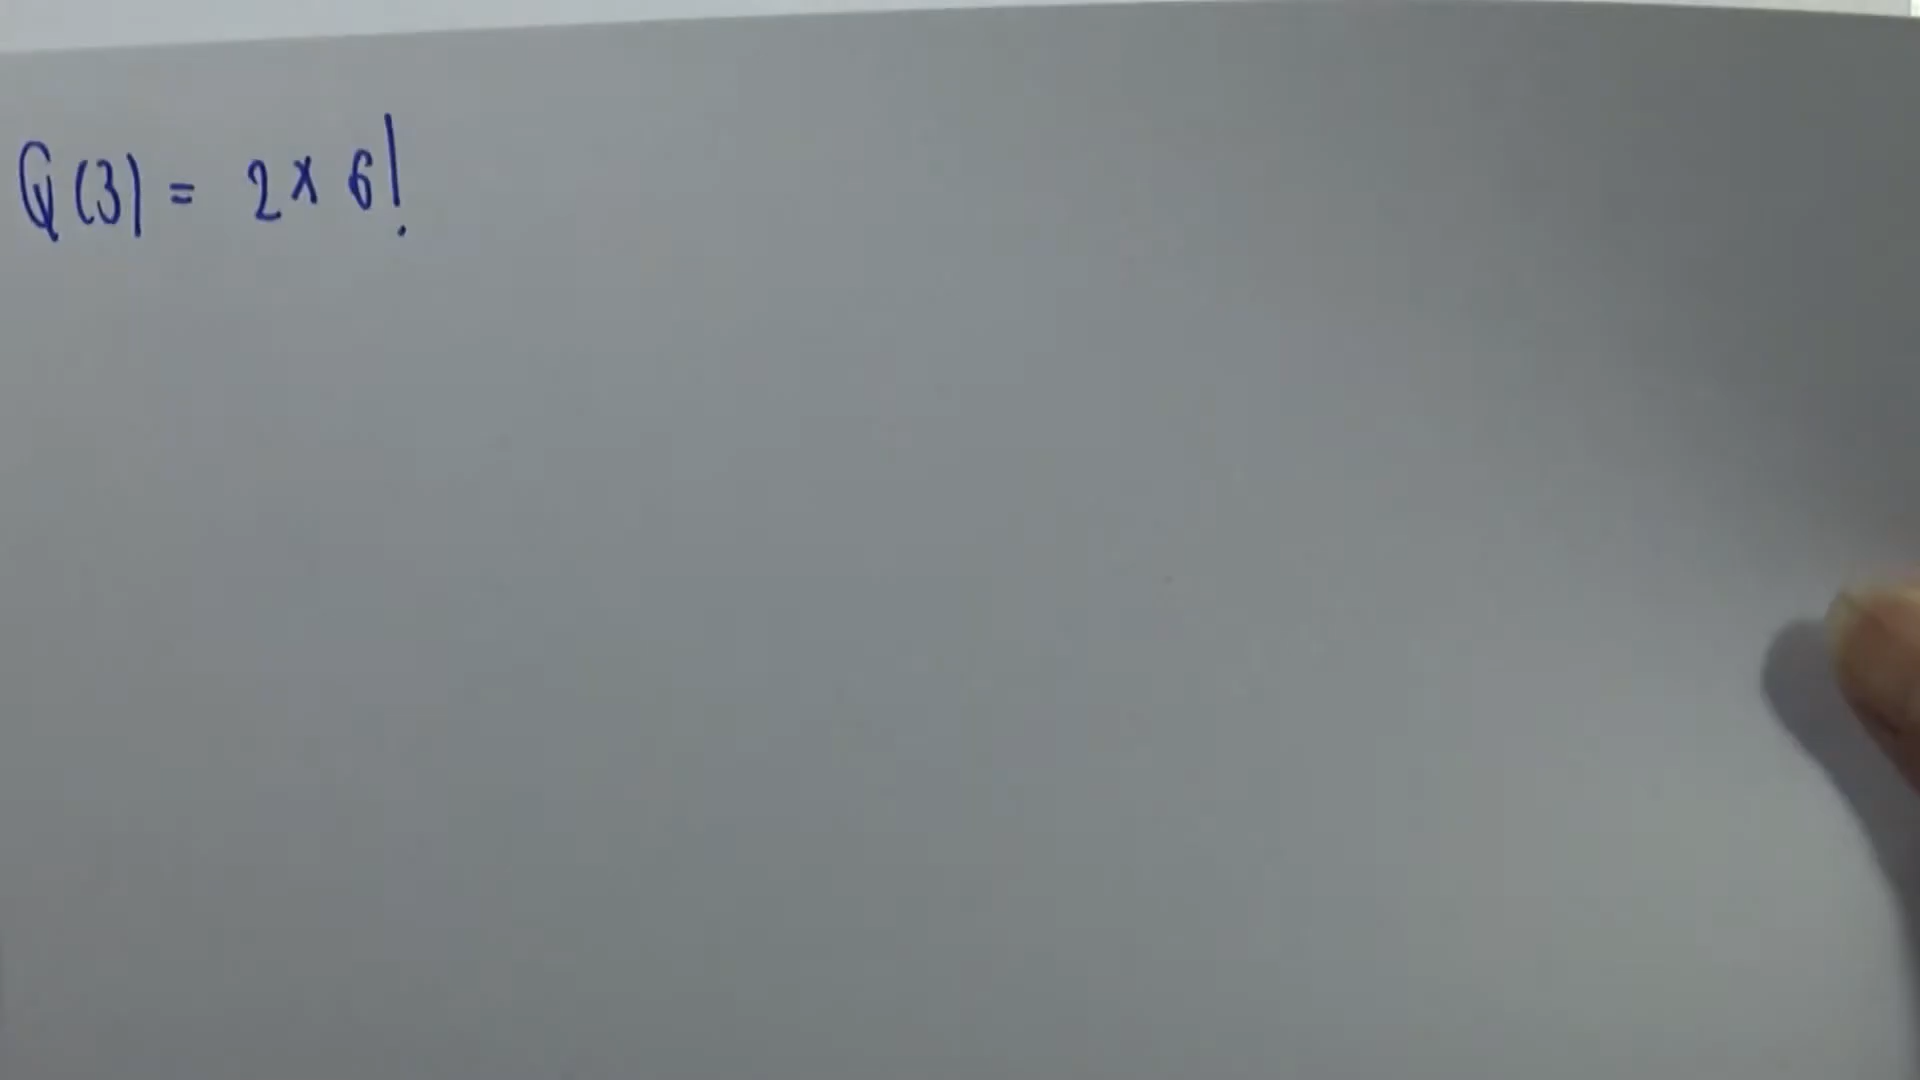 Q(3) = 2 × 6!